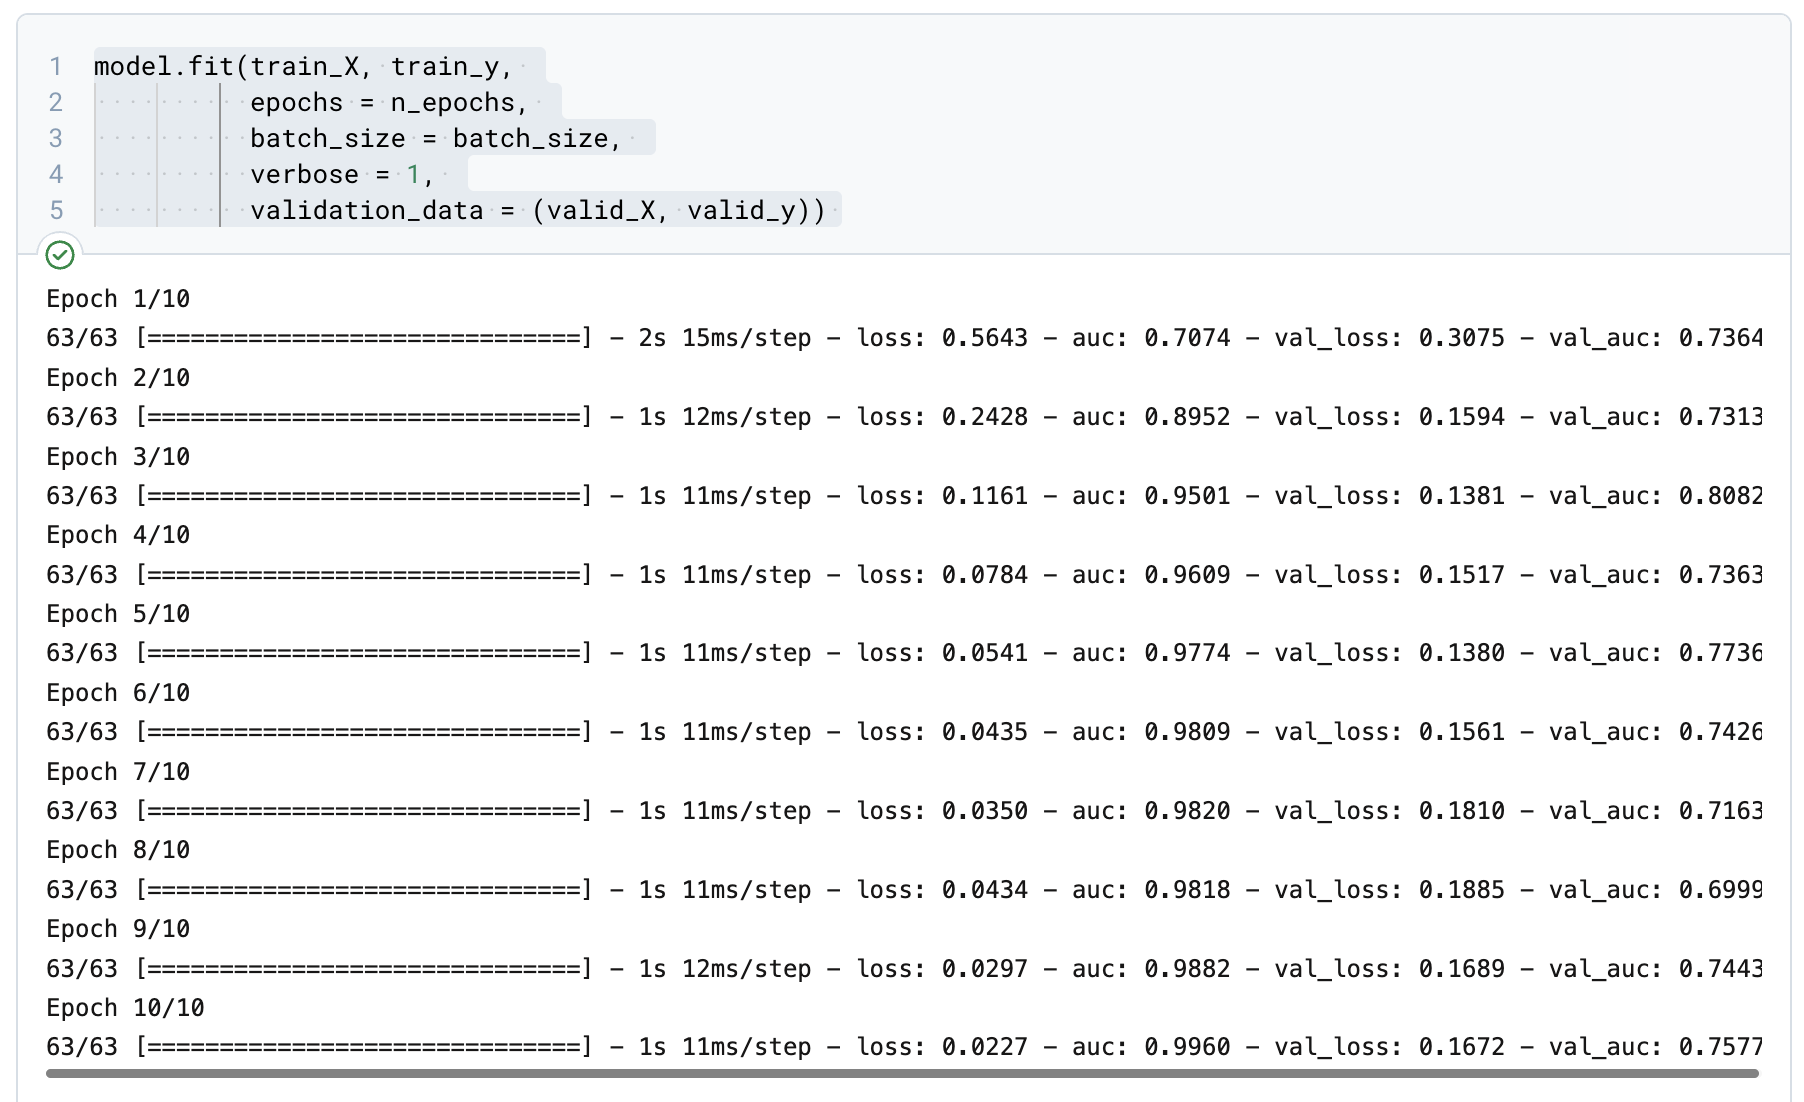 1 model.fit(train_X, train_y,
2 epochs = n_epochs,
3 batch_size = batch_size,
4 verbose = 1,
5 validation_data = (valid_X, valid_y))
Epoch 1/10
63/63 [==============================] - 2s 15ms/step - loss: 0.5643 - auc: 0.7074 - val_loss: 0.3075 - val_auc: 0.7364
Epoch 2/10
63/63 [==============================] - 1s 12ms/step - loss: 0.2428 - auc: 0.8952 - val_loss: 0.1594 - val_auc: 0.7313
Epoch 3/10
63/63 [==============================] - 1s 11ms/step - loss: 0.1161 - auc: 0.9501 - val_loss: 0.1381 - val_auc: 0.8082
Epoch 4/10
63/63 [==============================] - 1s 11ms/step - loss: 0.0784 - auc: 0.9609 - val_loss: 0.1517 - val_auc: 0.7363
Epoch 5/10
63/63 [==============================] - 1s 11ms/step - loss: 0.0541 - auc: 0.9774 - val_loss: 0.1380 - val_auc: 0.7736
Epoch 6/10
63/63 [==============================] - 1s 11ms/step - loss: 0.0435 - auc: 0.9809 - val_loss: 0.1561 - val_auc: 0.7426
Epoch 7/10
63/63 [==============================] - 1s 11ms/step - loss: 0.0350 - auc: 0.9820 - val_loss: 0.1810 - val_auc: 0.7163
Epoch 8/10
63/63 [==============================] - 1s 11ms/step - loss: 0.0434 - auc: 0.9818 - val_loss: 0.1885 - val_auc: 0.6999
Epoch 9/10
63/63 [==============================] - 1s 12ms/step - loss: 0.0297 - auc: 0.9882 - val_loss: 0.1689 - val_auc: 0.7443
Epoch 10/10
63/63 [==============================] - 1s 11ms/step - loss: 0.0227 - auc: 0.9960 - val_loss: 0.1672 - val_auc: 0.7577